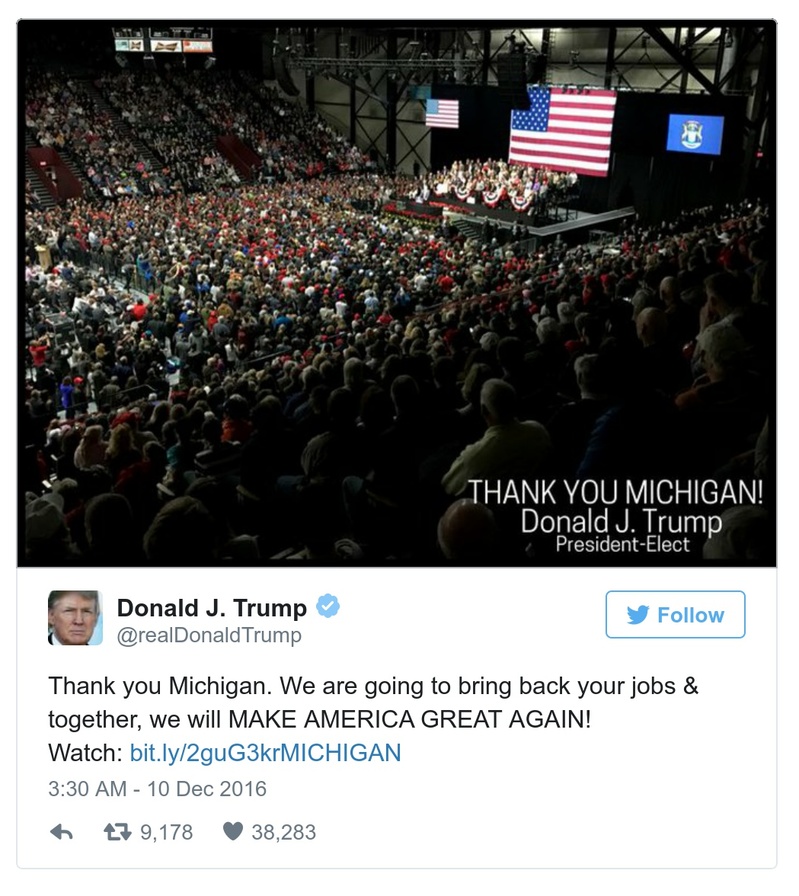 THANK YOU MICHIGAN!
Donald J. Trump
President-Elect
Donald J. Trump
@realDonaldTrump
Follow
Thank you Michigan. We are going to bring back your jobs &
together, we will MAKE AMERICA GREAT AGAIN!
Watch: bit.ly/2guG3krMICHIGAN
3:30 AM - 10 Dec 2016
9,178 38,283